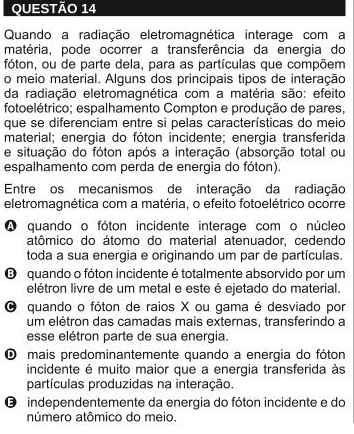 QUESTÃO 14
Quando a radiação eletromagnética interage com a
matéria, pode ocorrer a transferência da energia do
fóton, ou de parte dela, para as partículas que compõem
o meio material. Alguns dos principais tipos de interação
da radiação eletromagnética com a matéria são: efeito
fotoelétrico; espalhamento Compton e produção de pares,
que se diferenciam entre si pelas características do meio
material; energia do fóton incidente; energia transferida
e situação do fóton após a interação (absorção total ou
espalhamento com perda de energia do fóton).
Entre os mecanismos de interação da radiação
eletromagnética com a matéria, o efeito fotoelétrico ocorre
A quando o fóton incidente interage com o núcleo
atômico do átomo do material atenuador, cedendo
toda a sua energia e originando um par de partículas.
B quando o fóton incidente é totalmente absorvido por um
elétron livre de um metal e este é ejetado do material.
C quando o fóton de raios X ou gama é desviado por
um elétron das camadas mais externas, transferindo a
esse elétron parte de sua energia.
D mais predominantemente quando a energia do fóton
incidente é muito maior que a energia transferida às
partículas produzidas na interação.
E independentemente da energia do fóton incidente e do
número atômico do meio.